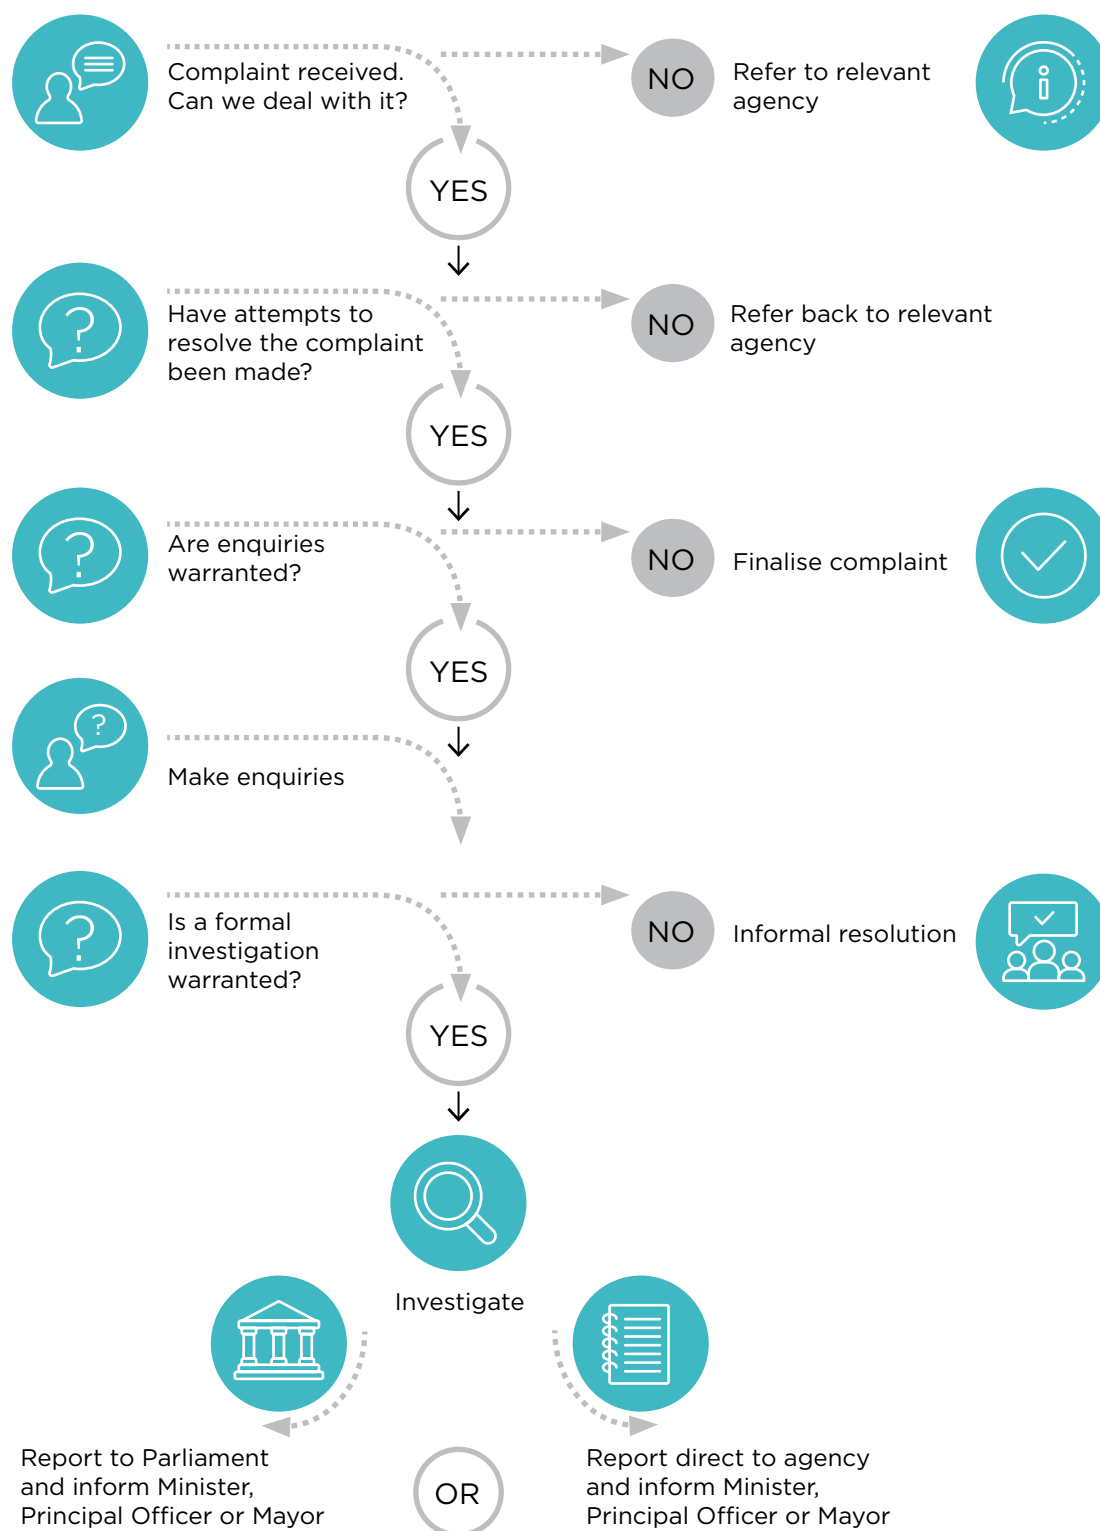 Complaint received.
Can we deal with it?
NO
Refer to relevant
agency
YES
Have attempts to
resolve the complaint
been made?
NO
Refer back to relevant
agency
YES
Are enquiries
warranted?
NO
Finalise complaint
YES
Make enquiries
Is a formal
investigation
warranted?
NO
Informal resolution
YES
Investigate
Report to Parliament
and inform Minister,
Principal Officer or Mayor
OR
Report direct to agency
and inform Minister,
Principal Officer or Mayor